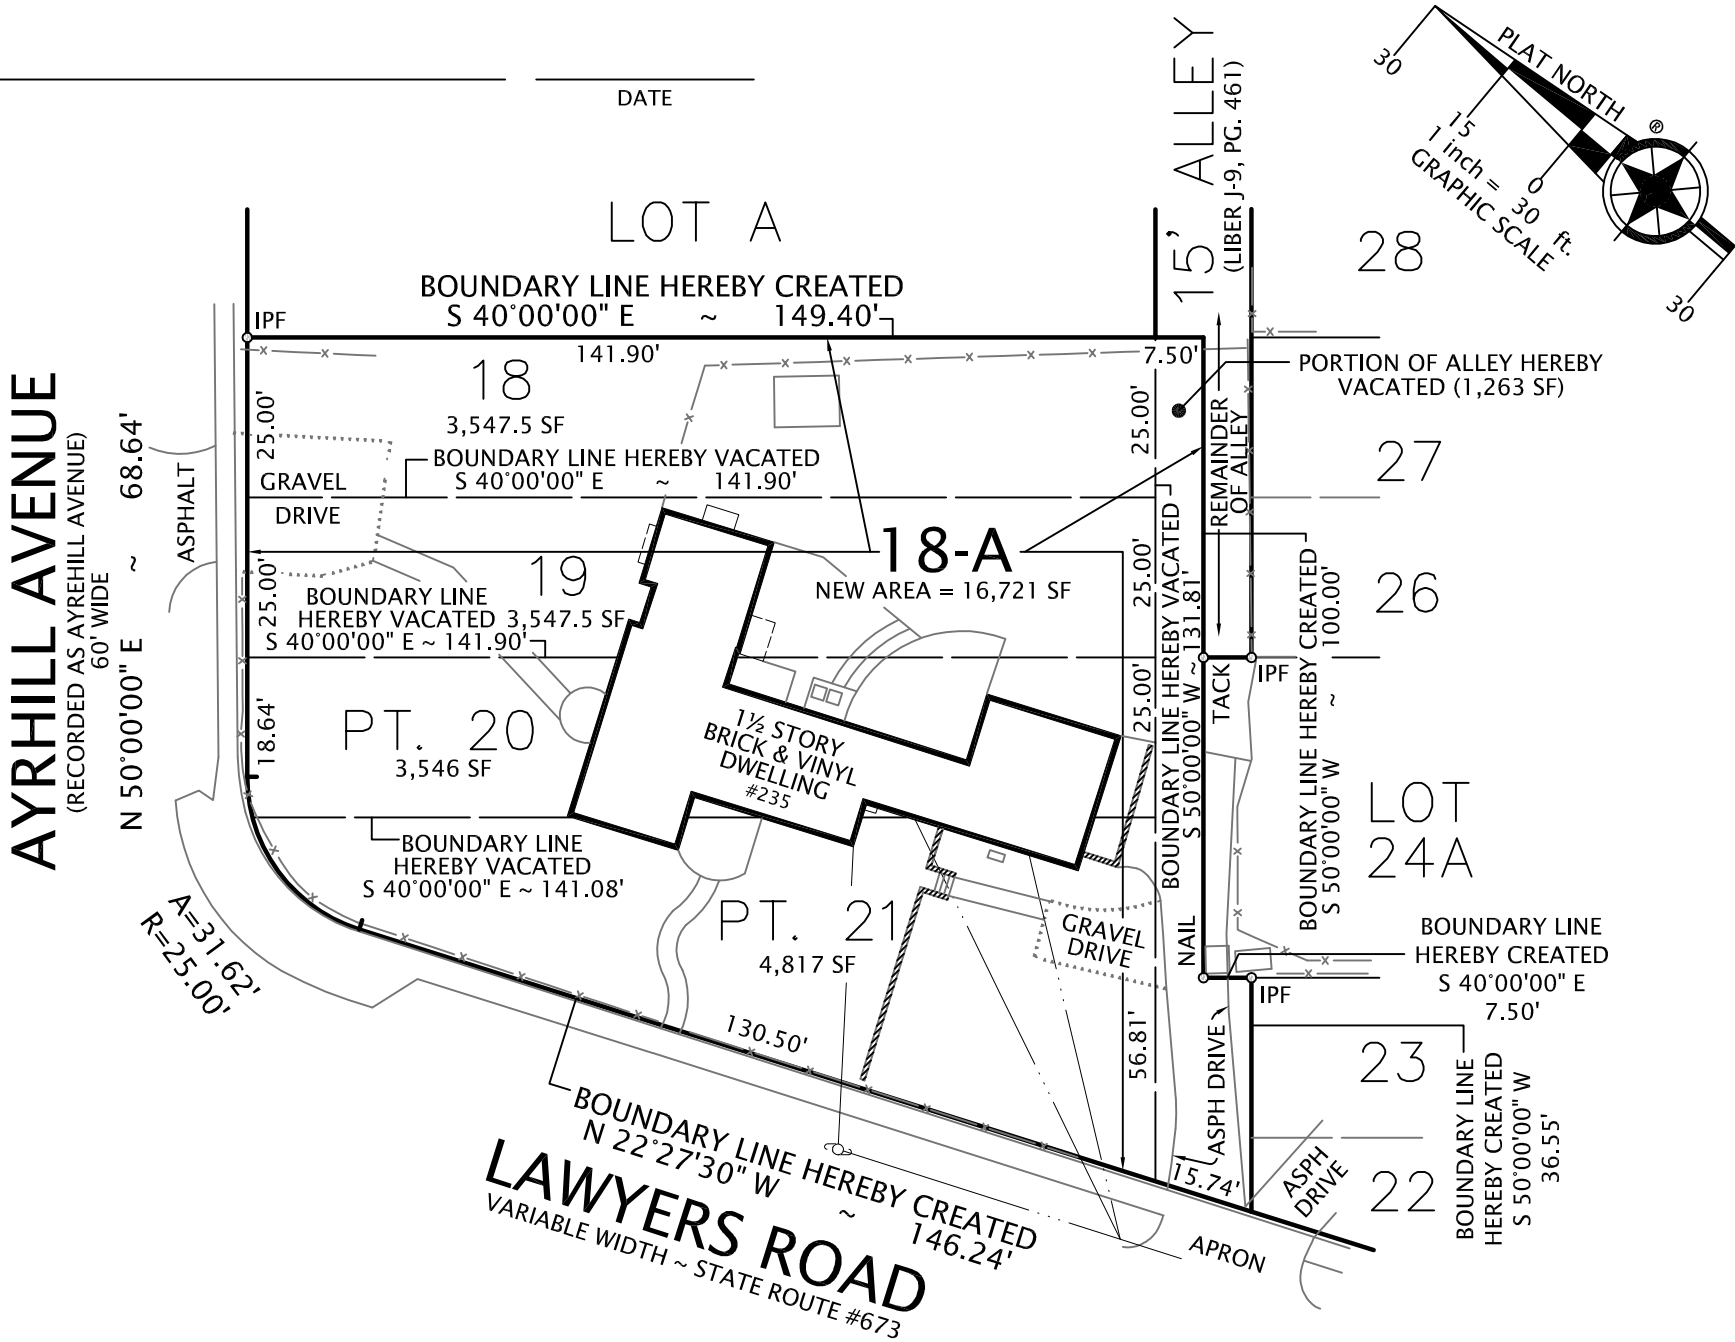 DATE
15' ALLEY
(LIBER J-9, PG. 461)
PLAT NORTH
®
30
15
0
30
1 inch = 30 ft.
GRAPHIC SCALE
LOT A
28
BOUNDARY LINE HEREBY CREATED
S 40°00'00" E ~ 149.40'
IPF
141.90'
7.50'
PORTION OF ALLEY HEREBY
VACATED (1,263 SF)
18
3,547.5 SF
25.00'
25.00'
REMAINDER
OF ALLEY
27
BOUNDARY LINE HEREBY VACATED
S 40°00'00" E ~ 141.90'
GRAVEL
DRIVE
AYRHILL AVENUE
(RECORDED AS AYREHILL AVENUE)
60' WIDE
N 50°00'00" E ~ 68.64'
ASPHALT
18-A
NEW AREA = 16,721 SF
19
3,547.5 SF
25.00'
25.00'
26
BOUNDARY LINE
HEREBY VACATED
S 40°00'00" E ~ 141.90'
BOUNDARY LINE HEREBY VACATED
S 50°00'00" W ~ 131.81'
BOUNDARY LINE HEREBY CREATED
S 50°00'00" W ~ 100.00'
TACK
IPF
25.00'
18.64'
PT. 20
3,546 SF
1½ STORY
BRICK & VINYL
DWELLING
#235
LOT
24A
BOUNDARY LINE
HEREBY VACATED
S 40°00'00" E ~ 141.08'
A=31.62'
R=25.00'
PT. 21
4,817 SF
GRAVEL
DRIVE
NAIL
BOUNDARY LINE
HEREBY CREATED
S 40°00'00" E
7.50'
IPF
130.50'
56.81'
ASPH DRIVE
23
BOUNDARY LINE
HEREBY CREATED
S 50°00'00" W
36.55'
BOUNDARY LINE HEREBY CREATED
N 22°27'30" W ~ 146.24'
15.74'
ASPH
DRIVE
22
LAWYERS ROAD
VARIABLE WIDTH ~ STATE ROUTE #673
APRON